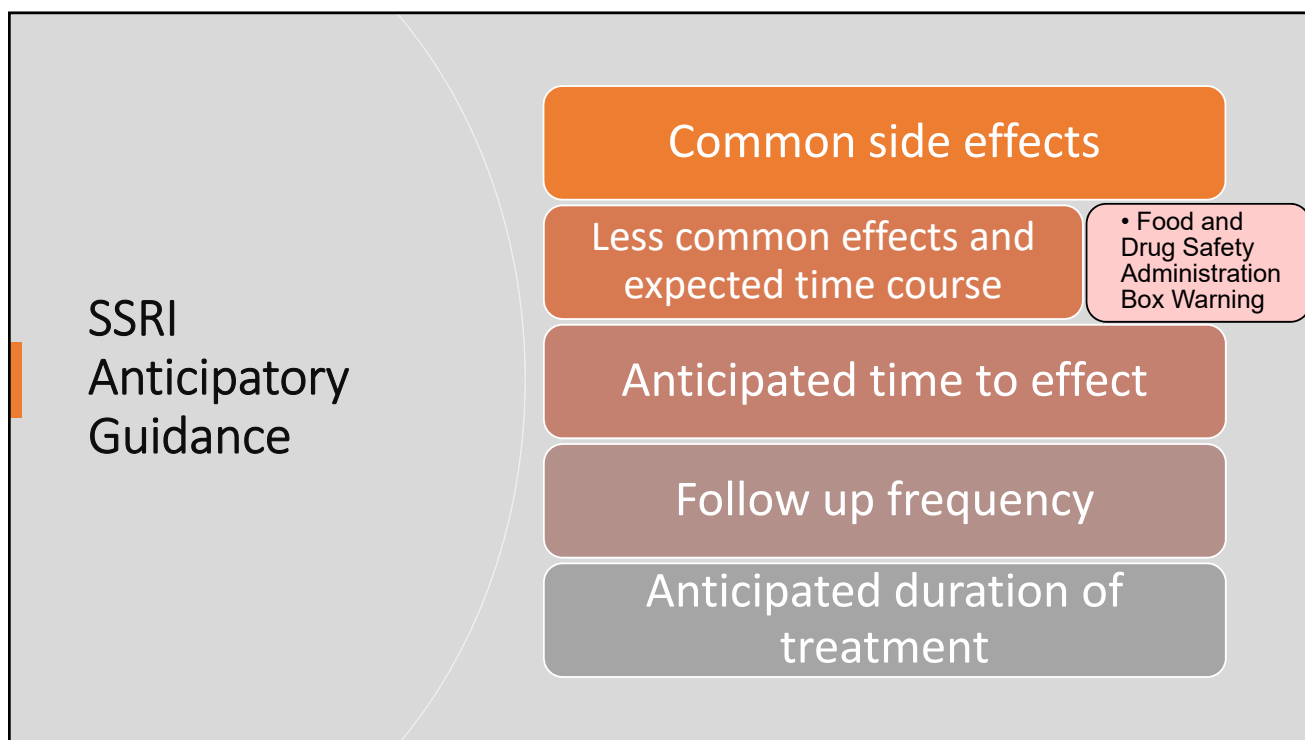 SSRI
Anticipatory
Guidance
Common side effects
Less common effects and
expected time course
• Food and
Drug Safety
Administration
Box Warning
Anticipated time to effect
Follow up frequency
Anticipated duration of
treatment